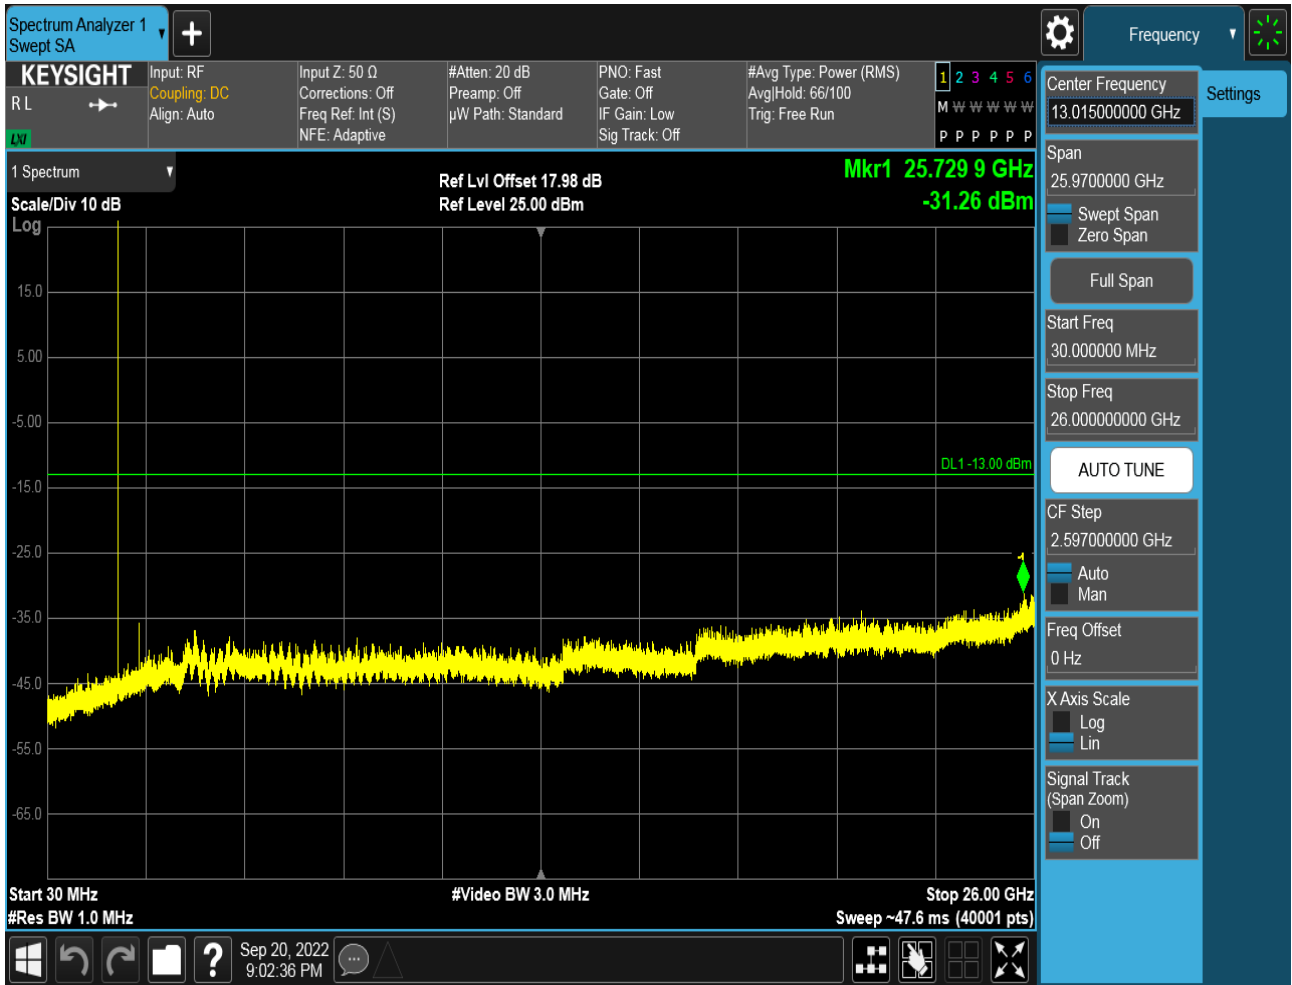 Spectrum Analyzer 1
Swept SA
Frequency
KEYSIGHT
R L
LXI
Input: RF
Coupling: DC
Align: Auto
Input Z: 50 Ω
Corrections: Off
Freq Ref: Int (S)
NFE: Adaptive
#Atten: 20 dB
Preamp: Off
µW Path: Standard
PNO: Fast
Gate: Off
IF Gain: Low
Sig Track: Off
#Avg Type: Power (RMS)
Avg|Hold: 66/100
Trig: Free Run
1 2 3 4 5 6
M W W W W W
P P P P P P
1 Spectrum
Scale/Div 10 dB
Log
Ref Lvl Offset 17.98 dB
Ref Level 25.00 dBm
Mkr1 25.729 9 GHz
-31.26 dBm
15.0
5.00
-5.00
-15.0
-25.0
-35.0
-45.0
-55.0
-65.0
DL1 -13.00 dBm
1
Start 30 MHz
#Res BW 1.0 MHz
#Video BW 3.0 MHz
Stop 26.00 GHz
Sweep ~47.6 ms (40001 pts)
Center Frequency
13.015000000 GHz
Settings
Span
25.9700000 GHz
Swept Span
Zero Span
Full Span
Start Freq
30.000000 MHz
Stop Freq
26.000000000 GHz
AUTO TUNE
CF Step
2.597000000 GHz
Auto
Man
Freq Offset
0 Hz
X Axis Scale
Log
Lin
Signal Track
(Span Zoom)
On
Off
?
Sep 20, 2022
9:02:36 PM